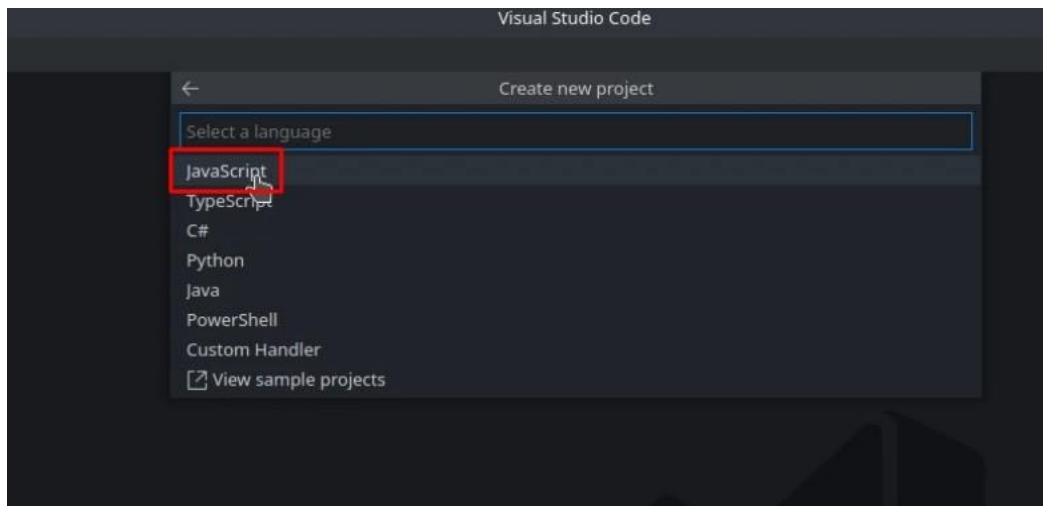 Visual Studio Code
Create new project
Select a language
JavaScript
TypeScript
C#
Python
Java
PowerShell
Custom Handler
View sample projects